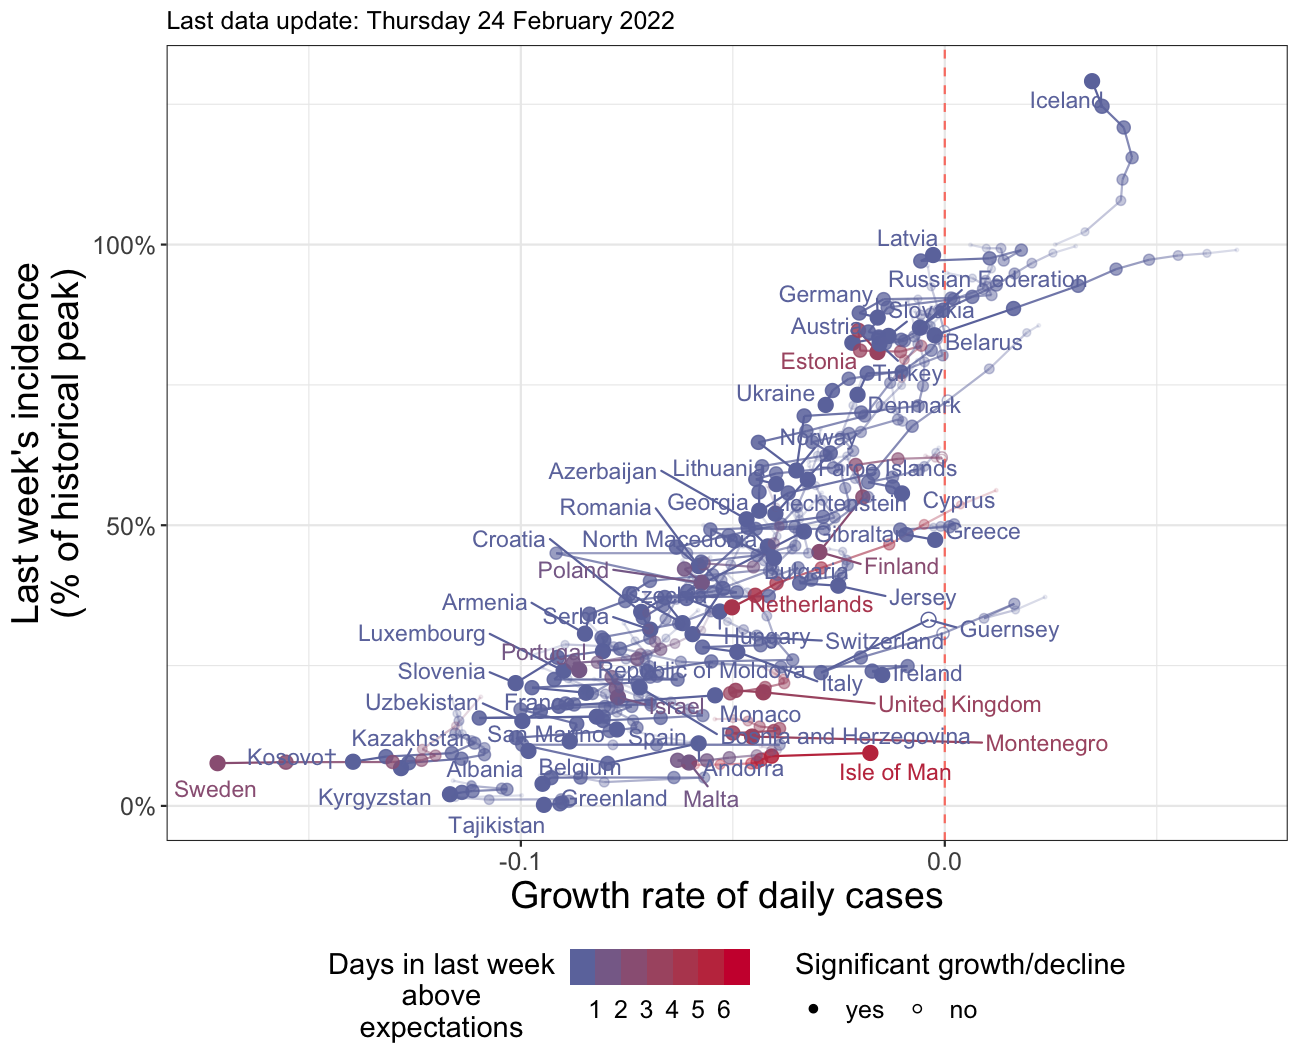 Last data update: Thursday 24 February 2022
Last week's incidence
(% of historical peak)
100%
50%
0%
Iceland
Latvia
Russian Federation
Germany
Slovakia
Austria
Belarus
Estonia
Turkey
Ukraine
Denmark
Norway
Azerbaijan
Lithuania
Faroe Islands
Romania
Georgia
Liechtenstein
Cyprus
Croatia
North Macedonia
Gibraltar
Greece
Poland
Bulgaria
Finland
Armenia
Czechia
Netherlands
Jersey
Serbia
Luxembourg
Hungary
Switzerland
Guernsey
Portugal
Slovenia
Republic of Moldova
Italy
Ireland
Uzbekistan
France
Israel
Monaco
United Kingdom
Kazakhstan
San Marino
Spain
Bosnia and Herzegovina
Montenegro
Kosovo†
Albania
Belgium
Andorra
Isle of Man
Sweden
Kyrgyzstan
Greenland
Malta
Tajikistan
-0.1
0.0
Growth rate of daily cases
Days in last week
above
expectations
1 2 3 4 5 6
Significant growth/decline
yes no